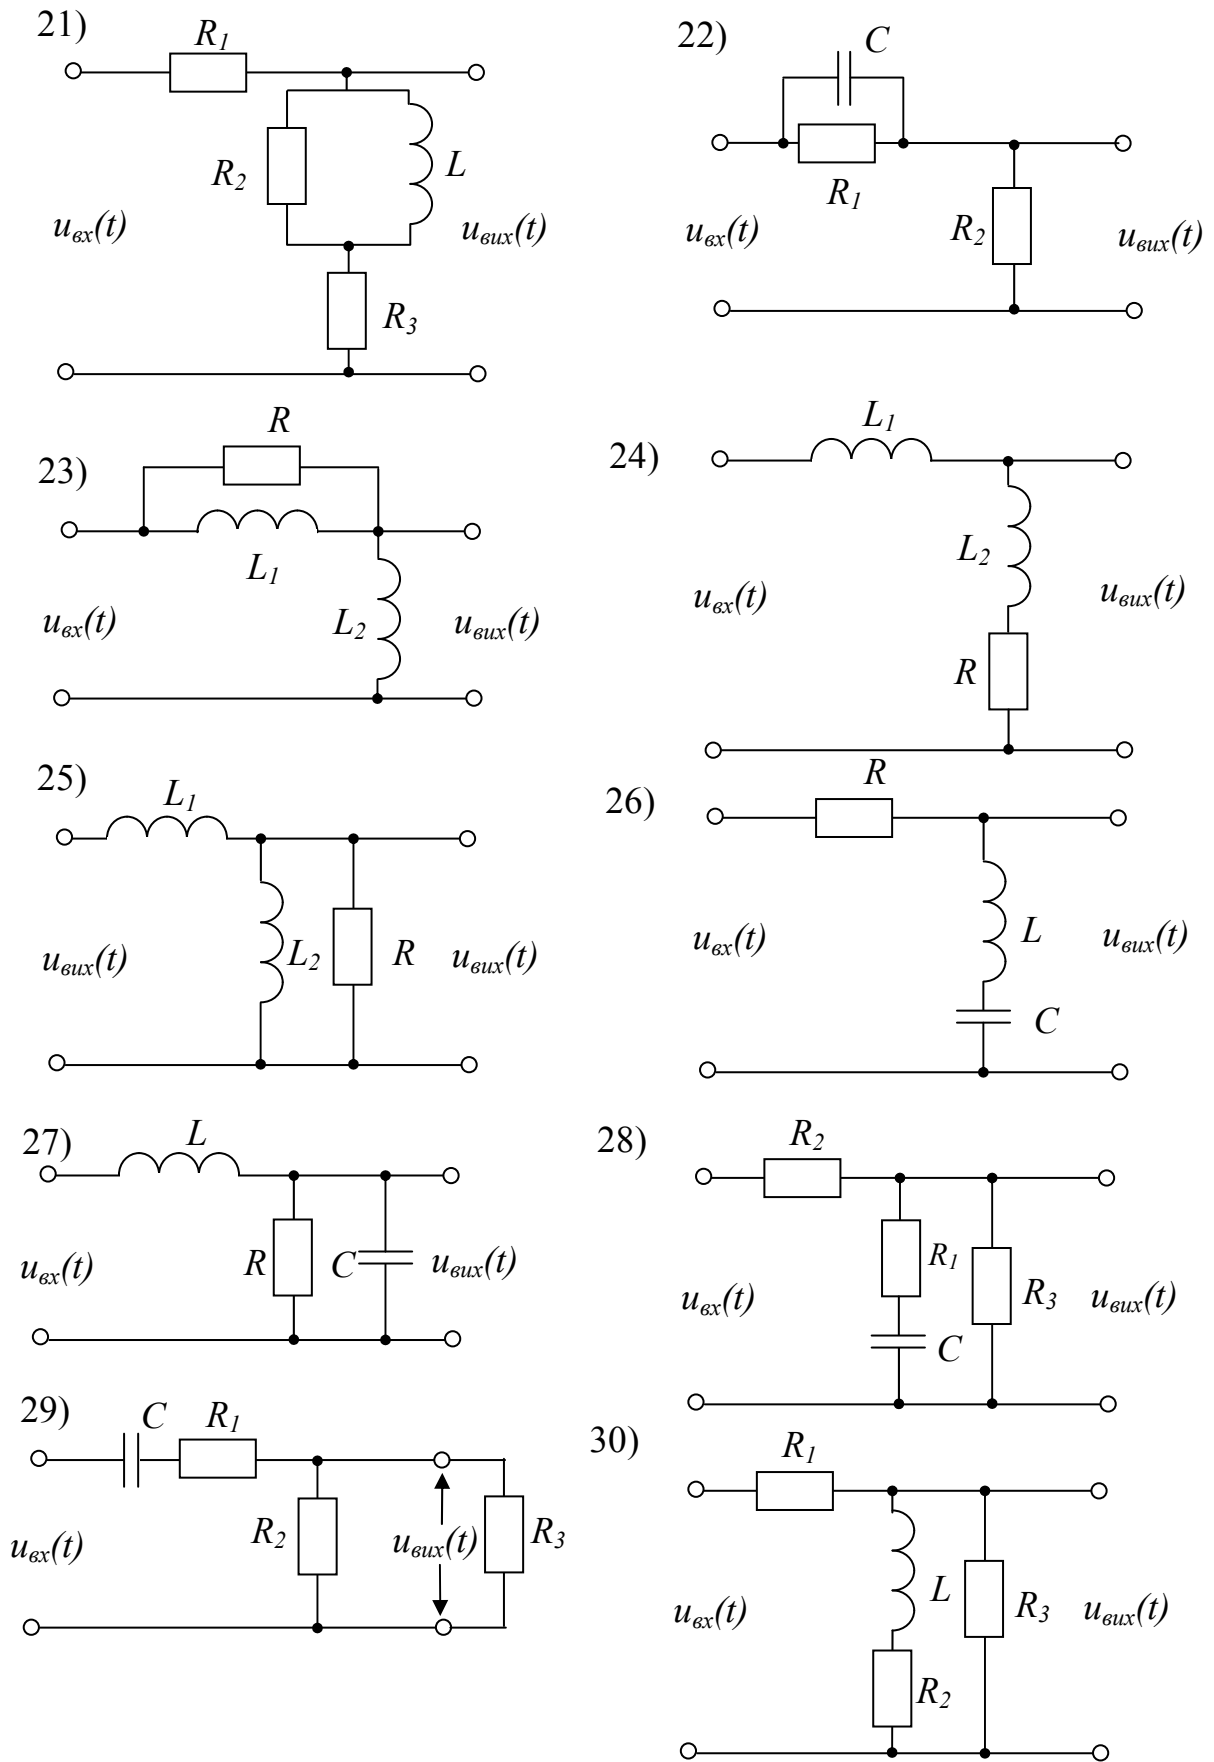 21)
R1
R2
L
uвх(t)
uвих(t)
R3
22)
C
R1
R2
uвх(t)
uвих(t)
23)
R
L1
L2
uвх(t)
uвих(t)
24)
L1
L2
uвх(t)
uвих(t)
R
25)
L1
uвих(t)
L2
R
uвих(t)
26)
R
uвх(t)
L
uвих(t)
C
27)
L
uвх(t)
R
C
uвих(t)
28)
R2
R1
uвх(t)
R3
uвих(t)
C
29)
C
R1
uвх(t)
R2
uвих(t)
R3
30)
R1
L
uвх(t)
R3
uвих(t)
R2